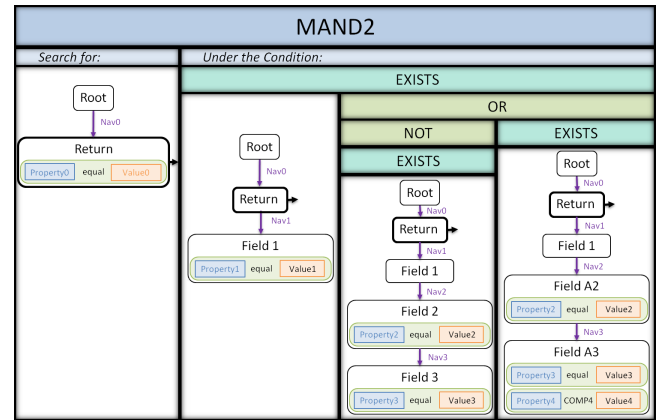 MAND2
Search for:
Under the Condition:
EXISTS
Root
Nav0
Return
Property0 equal Value0
Root
Nav0
Return
Nav1
Field 1
Property1 equal Value1
OR
NOT
EXISTS
Root
Nav0
Return
Nav1
Field 1
Nav2
Field 2
Property2 equal Value2
Nav3
Field 3
Property3 equal Value3
EXISTS
Root
Nav0
Return
Nav1
Field 1
Nav2
Field A2
Property2 equal Value2
Nav3
Field A3
Property3 equal Value3
Property4 COMP4 Value4